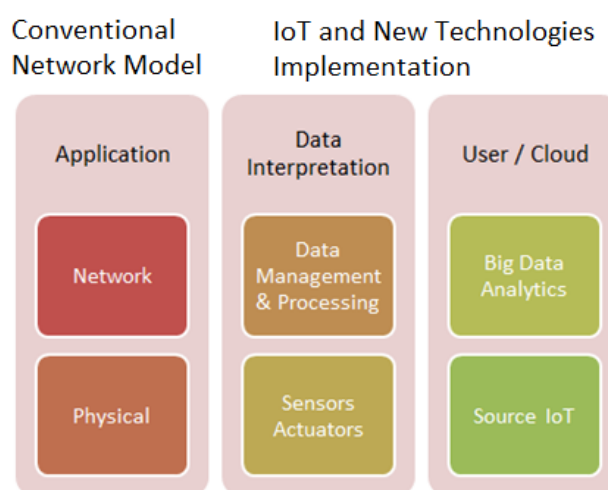 Conventional
Network Model
IoT and New Technologies
Implementation
Application
Network
Physical
Data
Interpretation
Data
Management
& Processing
Sensors
Actuators
User / Cloud
Big Data
Analytics
Source IoT